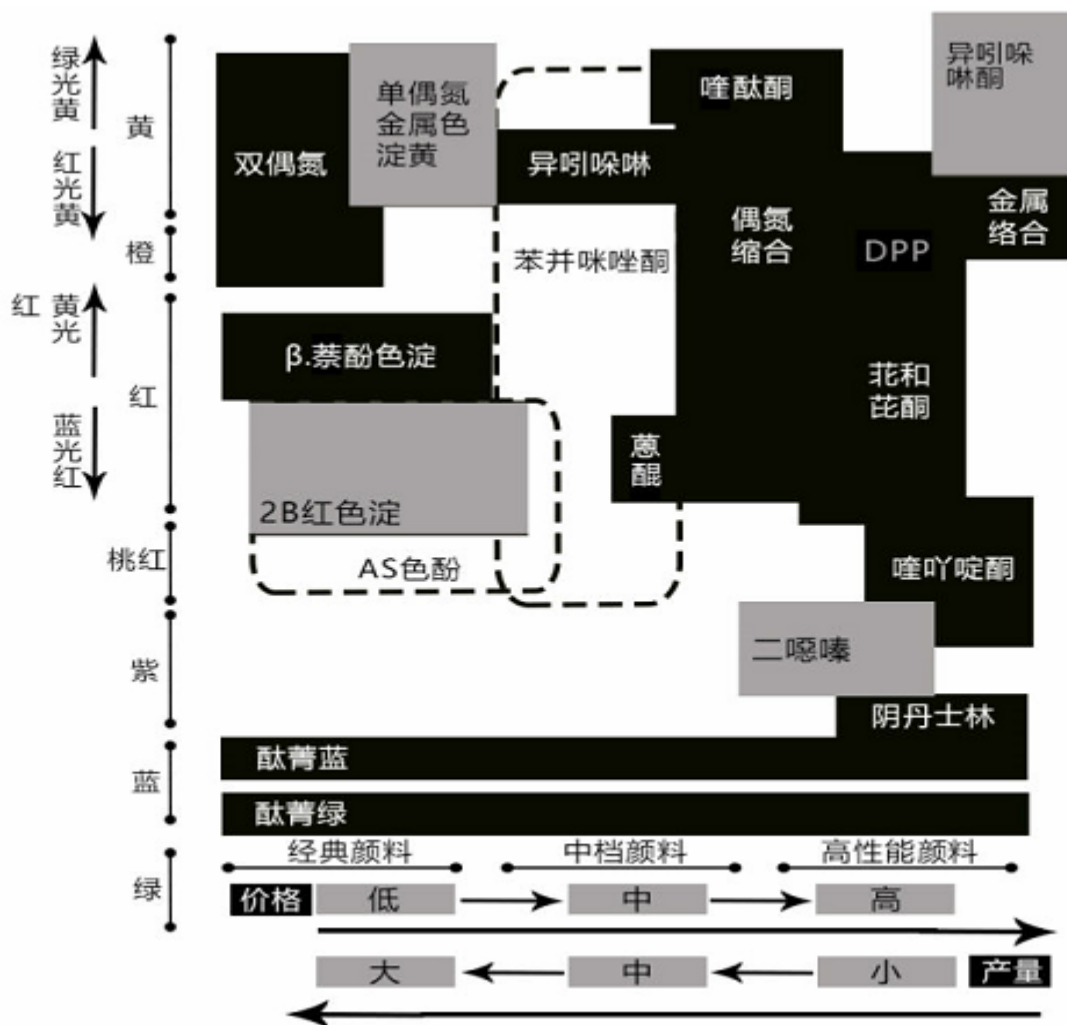 绿光黄
红光黄
黄
橙
红
黄光
红
蓝光红
桃红
紫
蓝
绿
双偶氮
单偶氮
金属色
淀黄
喹酞酮
异吲哚
啉酮
异吲哚啉
偶氮
缩合
DPP
金属
络合
苯并咪唑酮
β.萘酚色淀
苝和
芘酮
蒽
醌
2B红色淀
AS色酚
喹吖啶酮
二噁嗪
阴丹士林
酞菁蓝
酞菁绿
经典颜料
中档颜料
高性能颜料
价格
低
中
高
大
中
小
产量